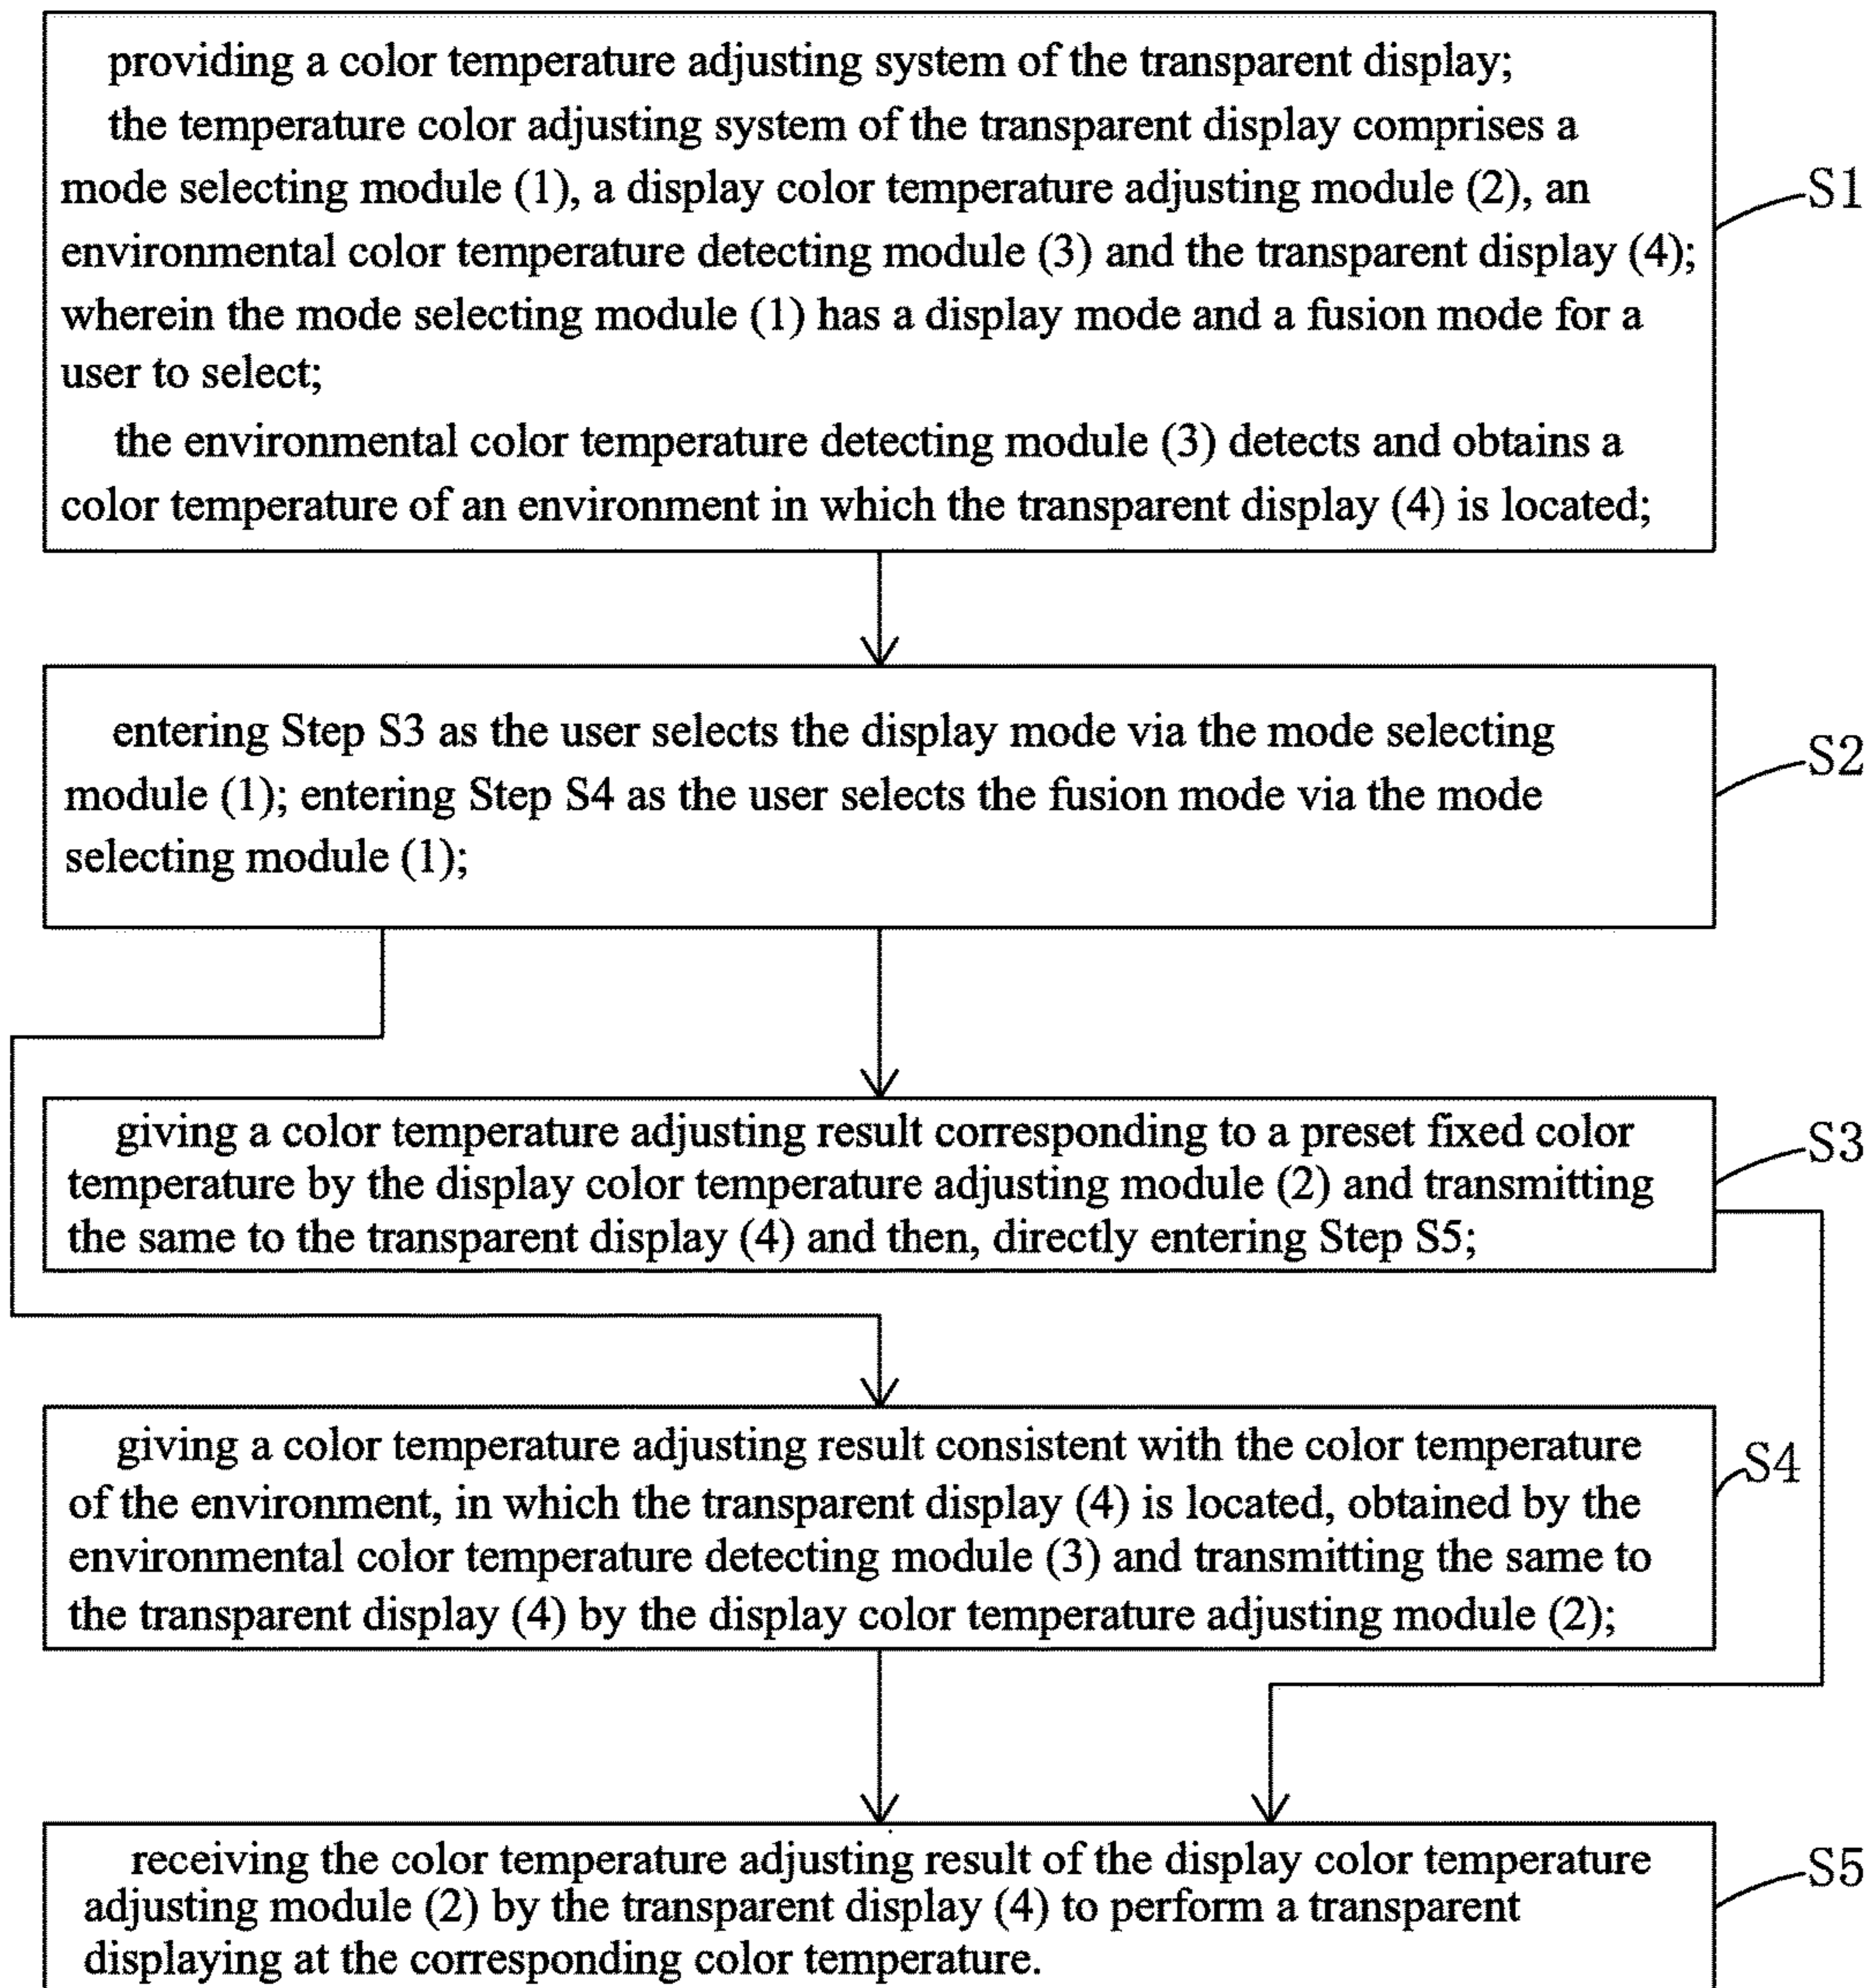 providing a color temperature adjusting system of the transparent display;
the temperature color adjusting system of the transparent display comprises a
mode selecting module (1), a display color temperature adjusting module (2), an
environmental color temperature detecting module (3) and the transparent display (4);
wherein the mode selecting module (1) has a display mode and a fusion mode for a
user to select;
the environmental color temperature detecting module (3) detects and obtains a
color temperature of an environment in which the transparent display (4) is located;
S1
entering Step S3 as the user selects the display mode via the mode selecting
module (1); entering Step S4 as the user selects the fusion mode via the mode
selecting module (1);
S2
giving a color temperature adjusting result corresponding to a preset fixed color
temperature by the display color temperature adjusting module (2) and transmitting
the same to the transparent display (4) and then, directly entering Step S5;
S3
giving a color temperature adjusting result consistent with the color temperature
of the environment, in which the transparent display (4) is located, obtained by the
environmental color temperature detecting module (3) and transmitting the same to
the transparent display (4) by the display color temperature adjusting module (2);
S4
receiving the color temperature adjusting result of the display color temperature
adjusting module (2) by the transparent display (4) to perform a transparent
displaying at the corresponding color temperature.
S5